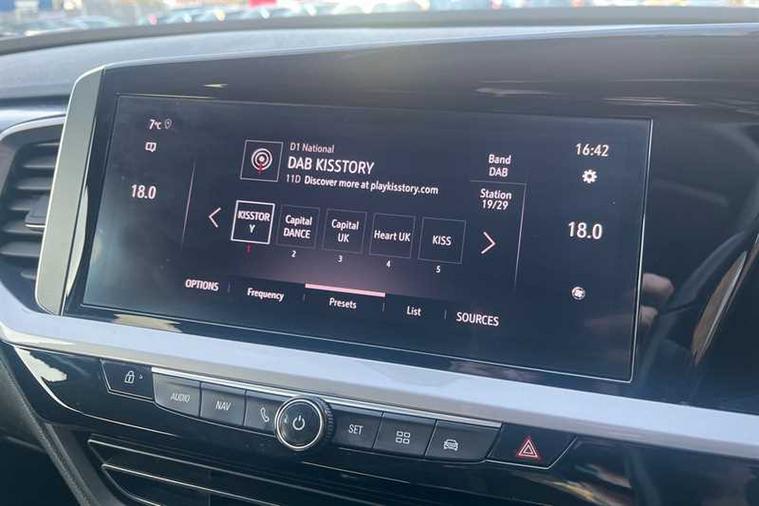 7°C
18.0
D1 National
DAB KISSTORY
11D Discover more at playkisstory.com
Band
DAB
Station
19/29
16:42
18.0
KISSTOR
Y
1
Capital
DANCE
2
Capital
UK
3
Heart UK
4
KISS
5
OPTIONS
Frequency
Presets
List
SOURCES
AUDIO
NAV
SET